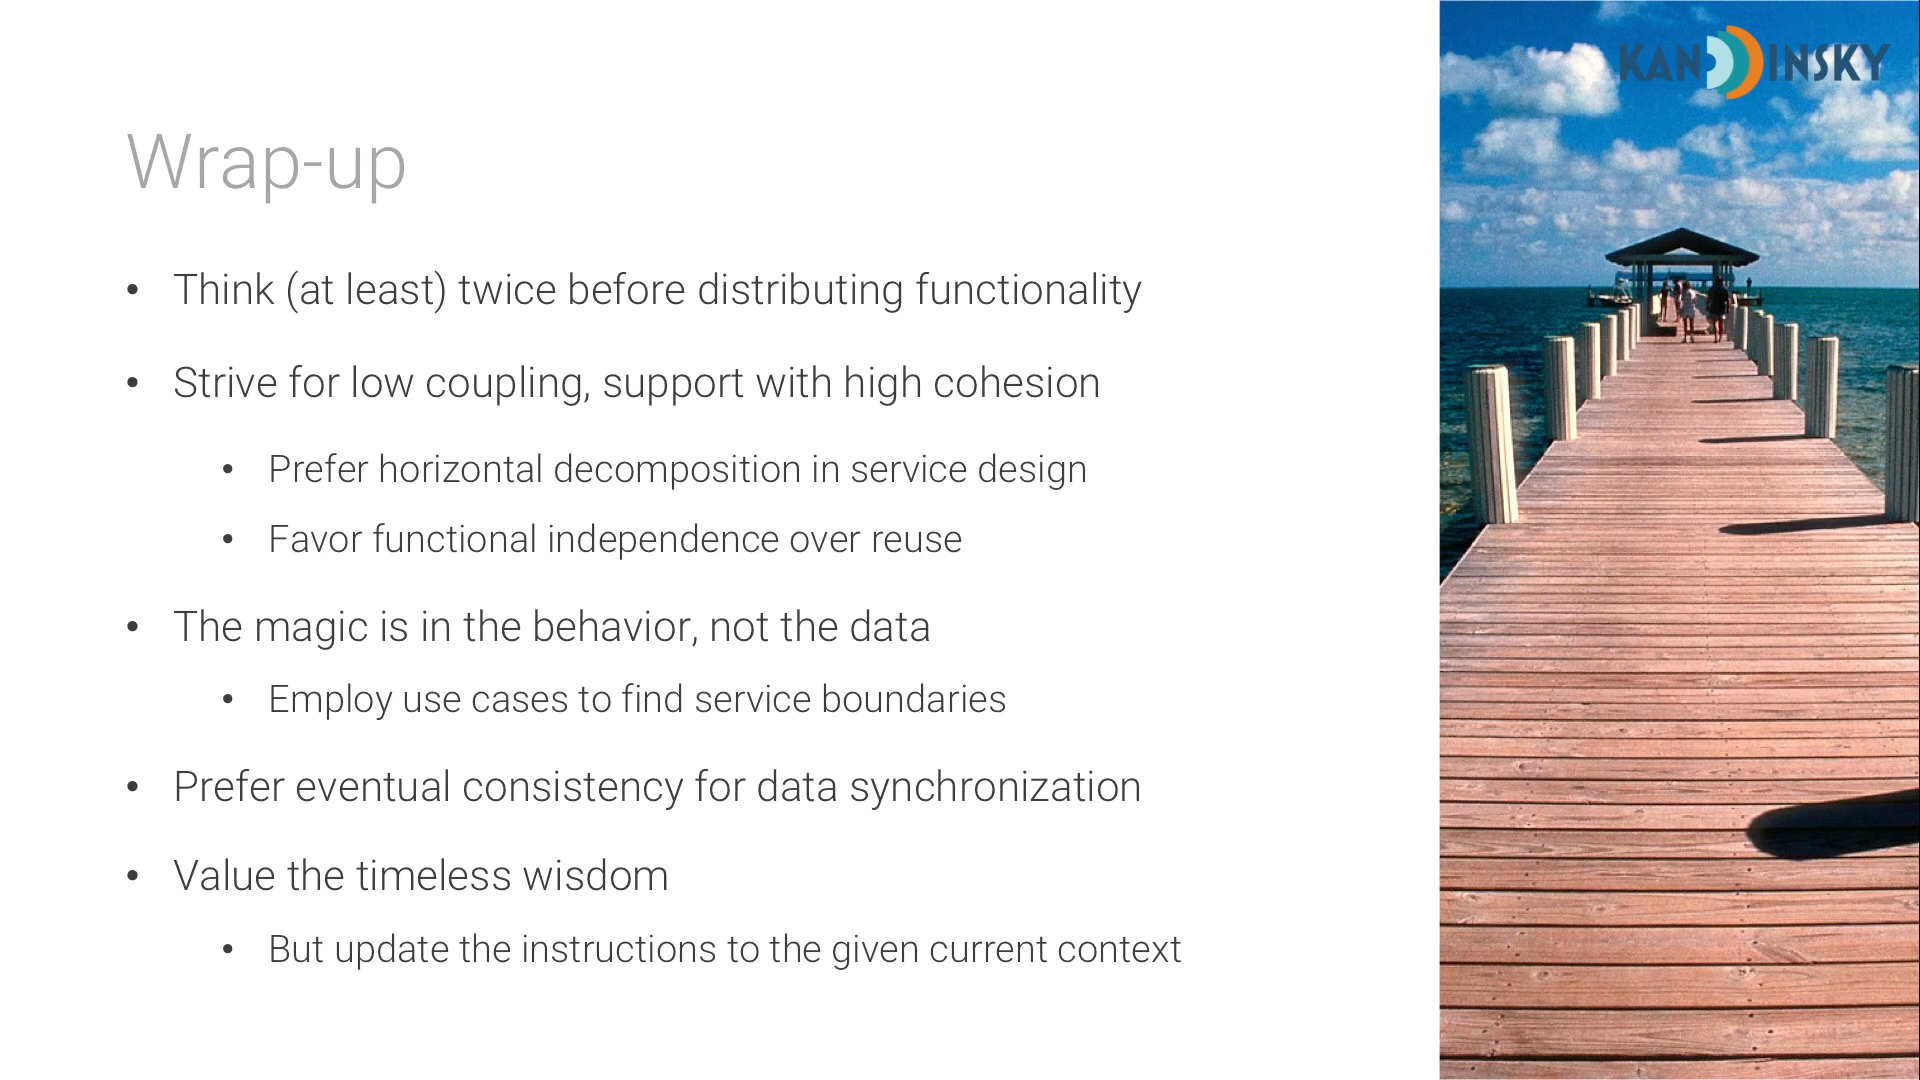 KANDINSKY
Wrap-up
• Think (at least) twice before distributing functionality
• Strive for low coupling, support with high cohesion
• Prefer horizontal decomposition in service design
• Favor functional independence over reuse
• The magic is in the behavior, not the data
• Employ use cases to find service boundaries
• Prefer eventual consistency for data synchronization
• Value the timeless wisdom
• But update the instructions to the given current context